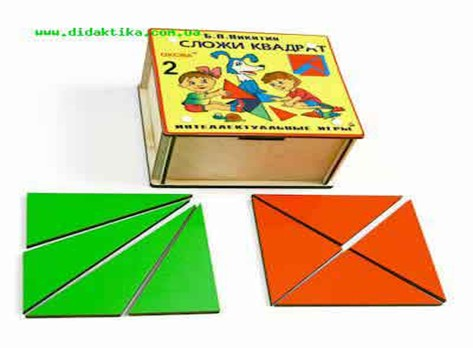 www.didaktika.com.ua
Б.П.Никитин
СЛОЖИ КВАДРАТ
2
ИНТЕЛЛЕКТУАЛЬНЫЕ ИГРЫ